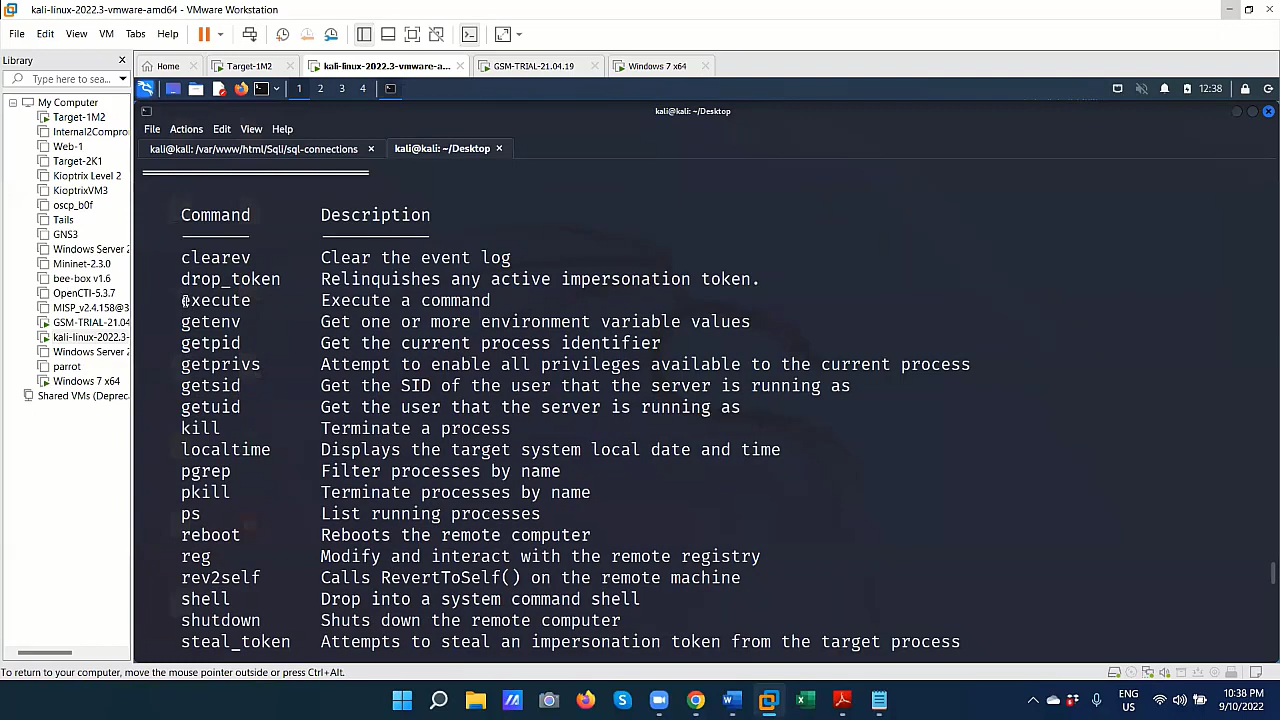 kali-linux-2022.3-vmware-amd64 - VMware Workstation
File Edit View VM Tabs Help
Library
Type here to sea...
Home Target-1M2 kali-linux-2022.3-vmware-a... GSM-TRIAL-21.04.19 Windows 7 x64
My Computer
Target-1M2
Internal2Compro
Web-1
Target-2K1
Kioptrix Level 2
KioptrixVM3
oscp_b0f
Tails
GNS3
Windows Server 2
Mininet-2.3.0
bee-box v1.6
OpenCTI-5.3.7
MISP_v2.4.158@3
GSM-TRIAL-21.04
kali-linux-2022.3-
Windows Server 2
parrot
Windows 7 x64
Shared VMs (Deprec
1 2 3 4
12:38
kali@kali: ~/Desktop
File Actions Edit View Help
kali@kali: /var/www/html/SqlI/sql-connections kali@kali: ~/Desktop
Command Description
clearev Clear the event log
drop_token Relinquishes any active impersonation token.
execute Execute a command
getenv Get one or more environment variable values
getpid Get the current process identifier
getprivs Attempt to enable all privileges available to the current process
getsid Get the SID of the user that the server is running as
getuid Get the user that the server is running as
kill Terminate a process
localtime Displays the target system local date and time
pgrep Filter processes by name
pkill Terminate processes by name
ps List running processes
reboot Reboots the remote computer
reg Modify and interact with the remote registry
rev2self Calls RevertToSelf() on the remote machine
shell Drop into a system command shell
shutdown Shuts down the remote computer
steal_token Attempts to steal an impersonation token from the target process
To return to your computer, move the mouse pointer outside or press Ctrl+Alt.
ENG
US
10:38 PM
9/10/2022